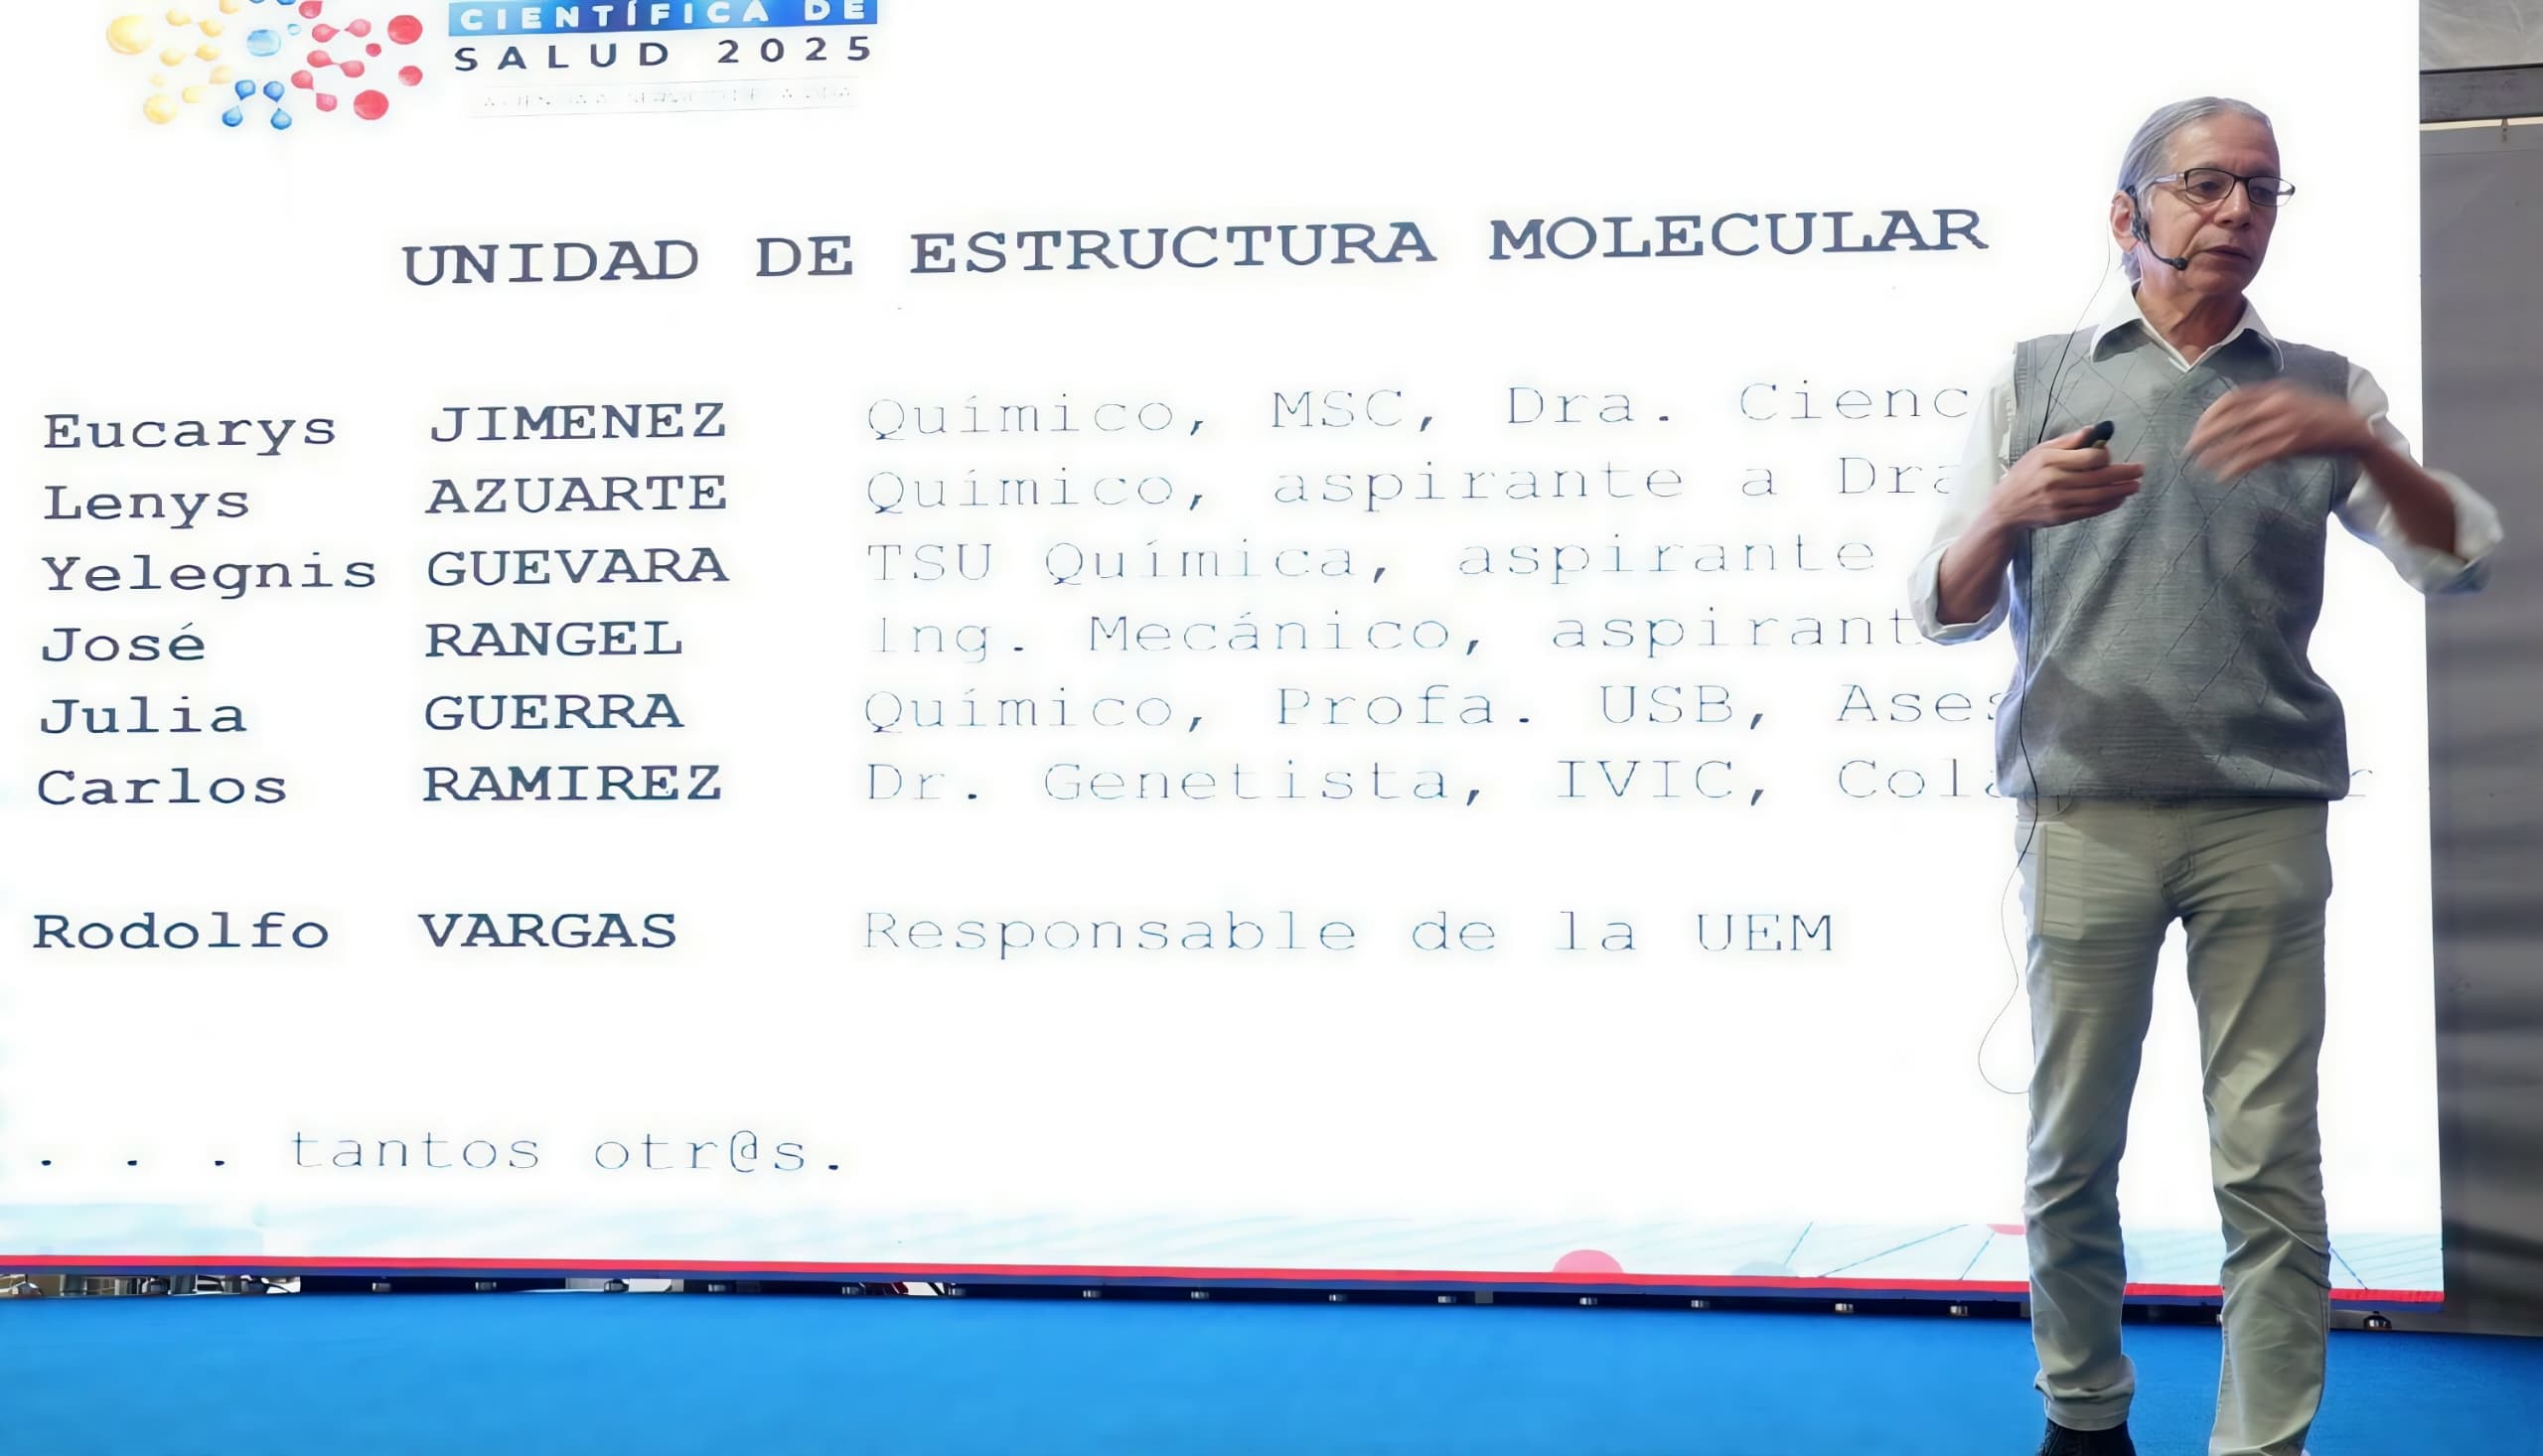 CIENTÍFICA DE
SALUD 2025
UNIDAD DE ESTRUCTURA MOLECULAR
Eucarys JIMENEZ Químico, MSC, Dra. Cienc
Lenys AZUARTE Químico, aspirante a Dra
Yelegnis GUEVARA TSU Química, aspirante
José RANGEL Ing. Mecánico, aspirant
Julia GUERRA Químico, Profa. USB, Ases
Carlos RAMIREZ Dr. Genetista, IVIC, Cola r
Rodolfo VARGAS Responsable de la UEM
. . . tantos otr@s.